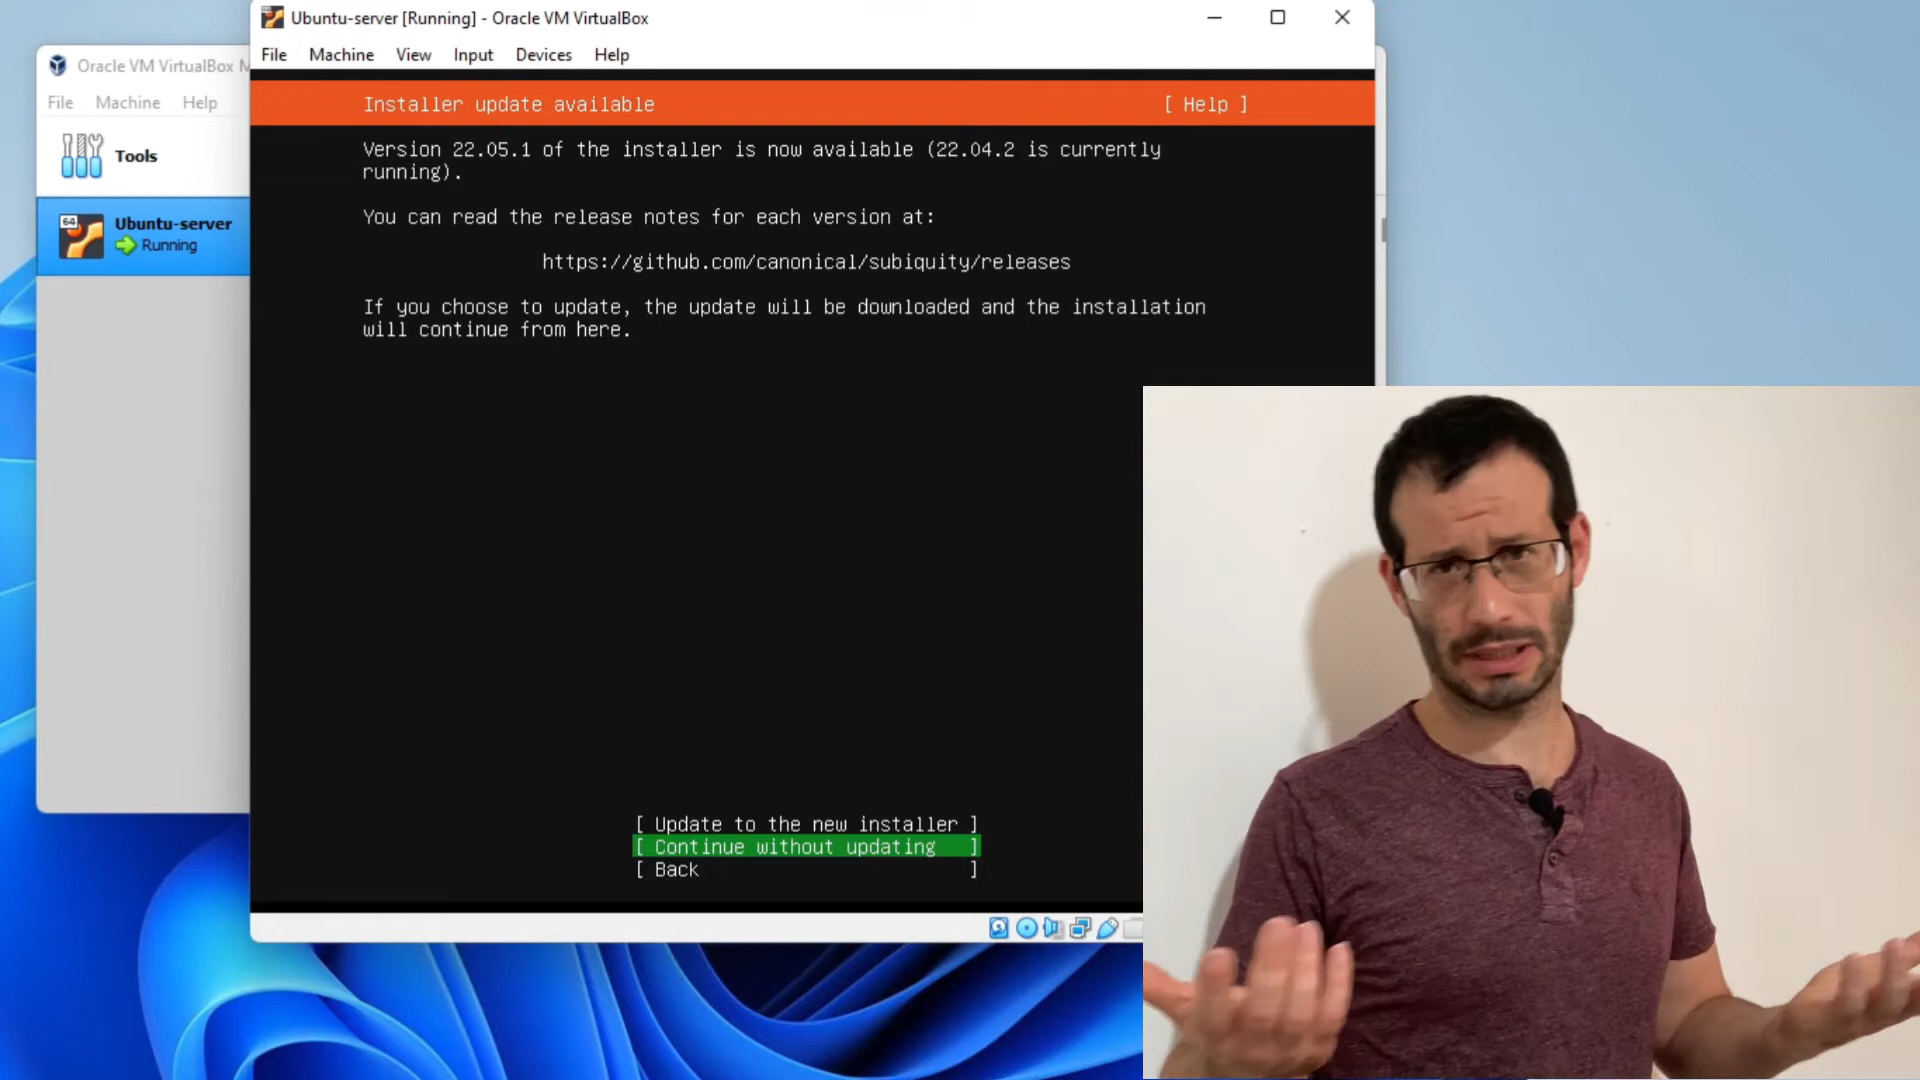 Ubuntu-server [Running] - Oracle VM VirtualBox
File Machine View Input Devices Help
Oracle VM VirtualBox M
File Machine Help
Tools
64
Ubuntu-server
Running
Installer update available [ Help ]
Version 22.05.1 of the installer is now available (22.04.2 is currently
running).
You can read the release notes for each version at:
https://github.com/canonical/subiquity/releases
If you choose to update, the update will be downloaded and the installation
will continue from here.
[ Update to the new installer ]
[ Continue without updating ]
[ Back ]